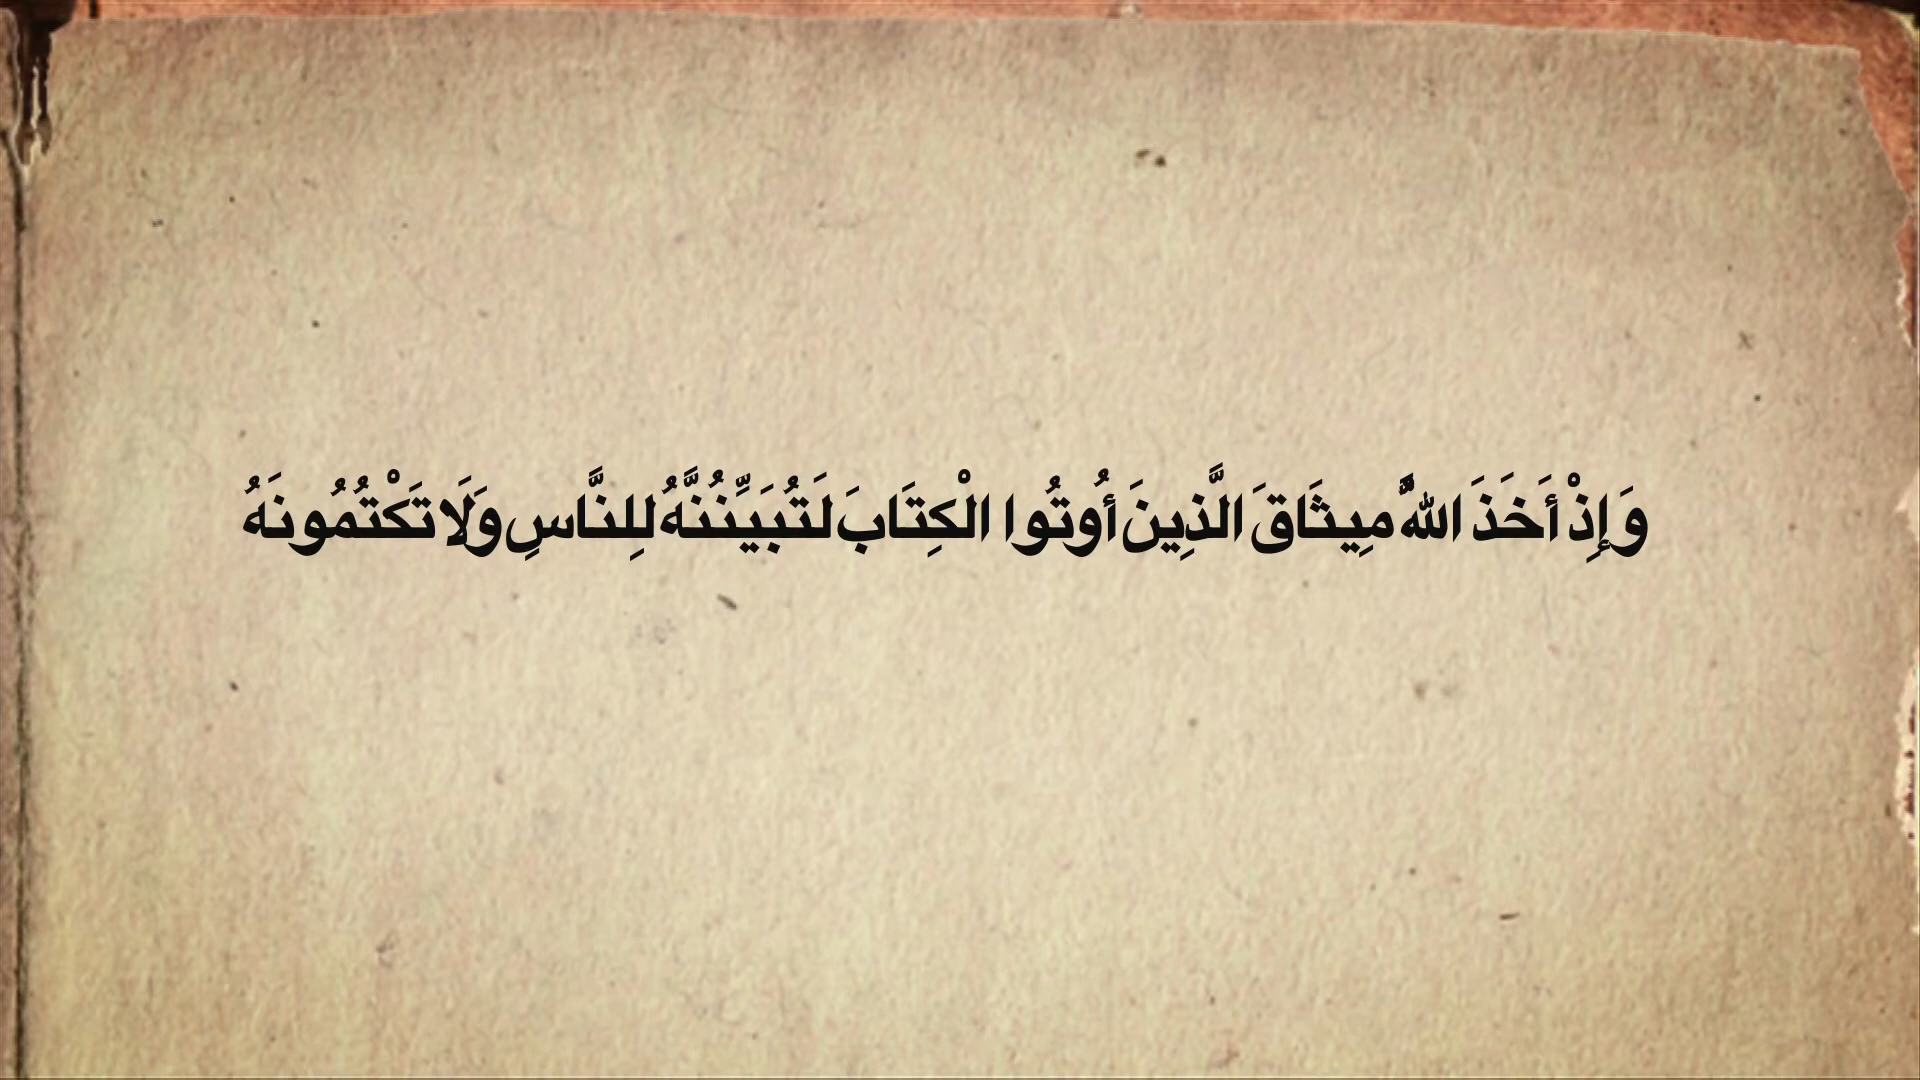 وَإِذْ أَخَذَ اللَّهُ مِيثَاقَ الَّذِينَ أُوتُوا الْكِتَابَ لَتُبَيِّنُنَّهُ لِلنَّاسِ وَلَا تَكْتُمُونَهُ